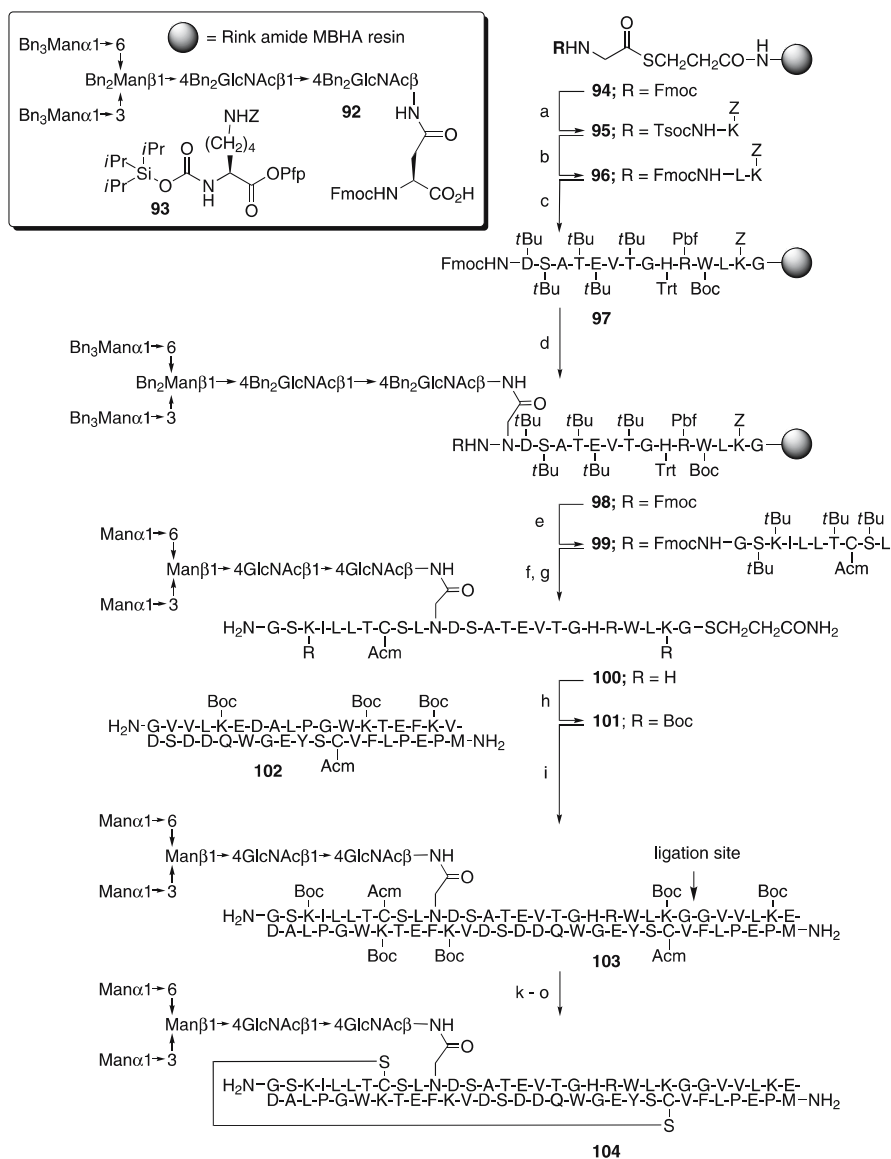 Bn₃Manα1→6
= Rink amide MBHA resin
Bn₂Manβ1→4Bn₂GlcNAcβ1→4Bn₂GlcNAcβ
Bn₃Manα1→3
92
HN
O
NHZ
(CH₂)₄
iPr
iPr
iPr
Si
O
O
N
H
OPfp
O
93
FmocHN
CO₂H
RHN
O
SCH₂CH₂CO–N
H
94; R = Fmoc
a
Z
95; R = TsocNH–K
b
Z
96; R = FmocNH–L–K
c
tBu tBu tBu Pbf Z
FmocHN–D–S–A–T–E–V–T–G–H–R–W–L–K–G
tBu tBu Trt Boc
97
d
Bn₃Manα1→6
Bn₂Manβ1→4Bn₂GlcNAcβ1→4Bn₂GlcNAcβ–NH
Bn₃Manα1→3
O
tBu tBu tBu Pbf Z
RHN–N–D–S–A–T–E–V–T–G–H–R–W–L–K–G
tBu tBu Trt Boc
98; R = Fmoc
e
tBu tBu tBu
99; R = FmocNH–G–S–K–I–L–L–T–C–S–L
tBu Acm
f, g
Manα1→6
Manβ1→4GlcNAcβ1→4GlcNAcβ–NH
Manα1→3
O
H₂N–G–S–K–I–L–L–T–C–S–L–N–D–S–A–T–E–V–T–G–H–R–W–L–K–G–SCH₂CH₂CONH₂
R Acm R
100; R = H
h
101; R = Boc
Boc Boc Boc
H₂N–G–V–V–L–K–E–D–A–L–P–G–W–K–T–E–F–K–V–
D–S–D–D–Q–W–G–E–Y–S–C–V–F–L–P–E–P–M–NH₂
Acm
102
i
Manα1→6
Manβ1→4GlcNAcβ1→4GlcNAcβ–NH
Manα1→3
O
ligation site
Boc Acm Boc Boc
H₂N–G–S–K–I–L–L–T–C–S–L–N–D–S–A–T–E–V–T–G–H–R–W–L–K–G–G–V–V–L–K–E–
D–A–L–P–G–W–K–T–E–F–K–V–D–S–D–D–Q–W–G–E–Y–S–C–V–F–L–P–E–P–M–NH₂
Boc Boc Acm
103
k - o
Manα1→6
Manβ1→4GlcNAcβ1→4GlcNAcβ–NH
Manα1→3
O
S
H₂N–G–S–K–I–L–L–T–C–S–L–N–D–S–A–T–E–V–T–G–H–R–W–L–K–G–G–V–V–L–K–E–
D–A–L–P–G–W–K–T–E–F–K–V–D–S–D–D–Q–W–G–E–Y–S–C–V–F–L–P–E–P–M–NH₂
S
104